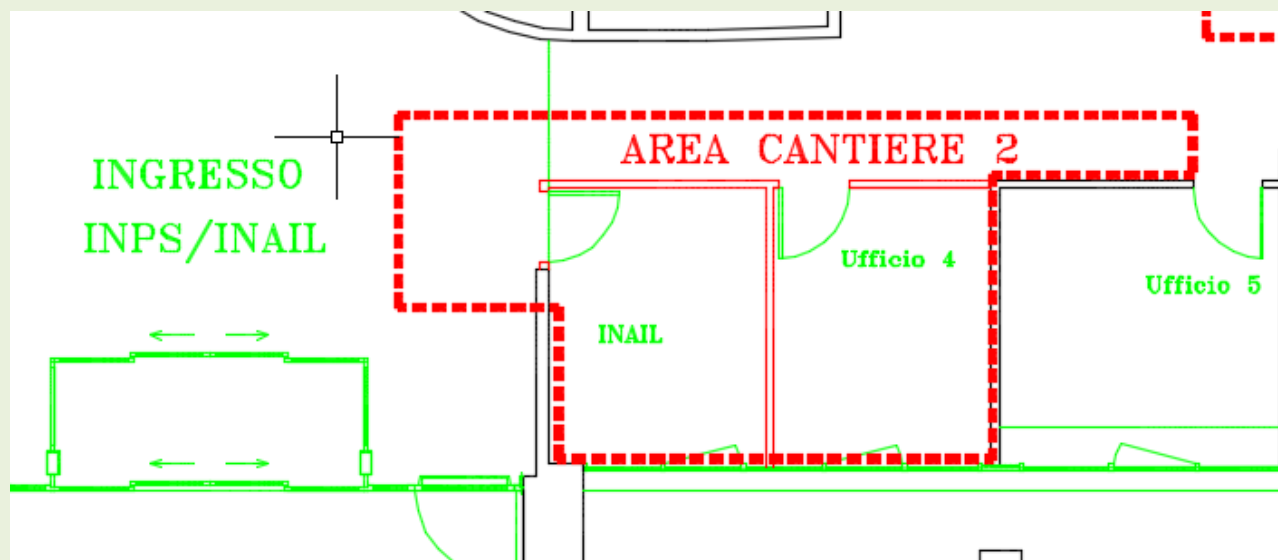 AREA CANTIERE 2
INGRESSO
INPS/INAIL
Ufficio 4
Ufficio 5
INAIL